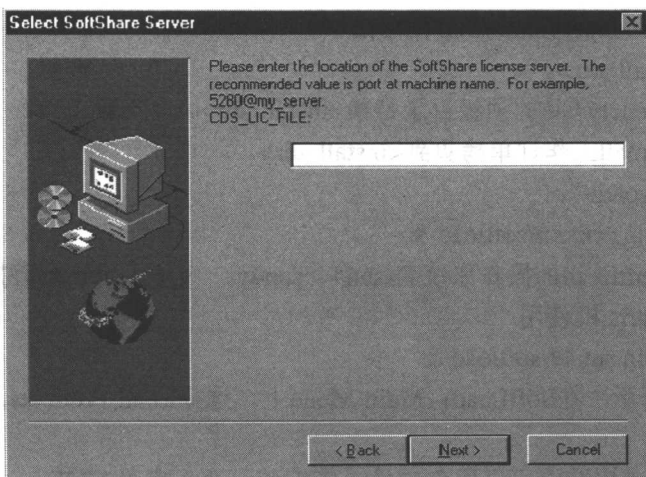 Select SoftShare Server
Please enter the location of the SoftShare license server. The
recommended value is port at machine name. For example,
5280@my_server.
CDS_LIC_FILE:
< Back
Next >
Cancel